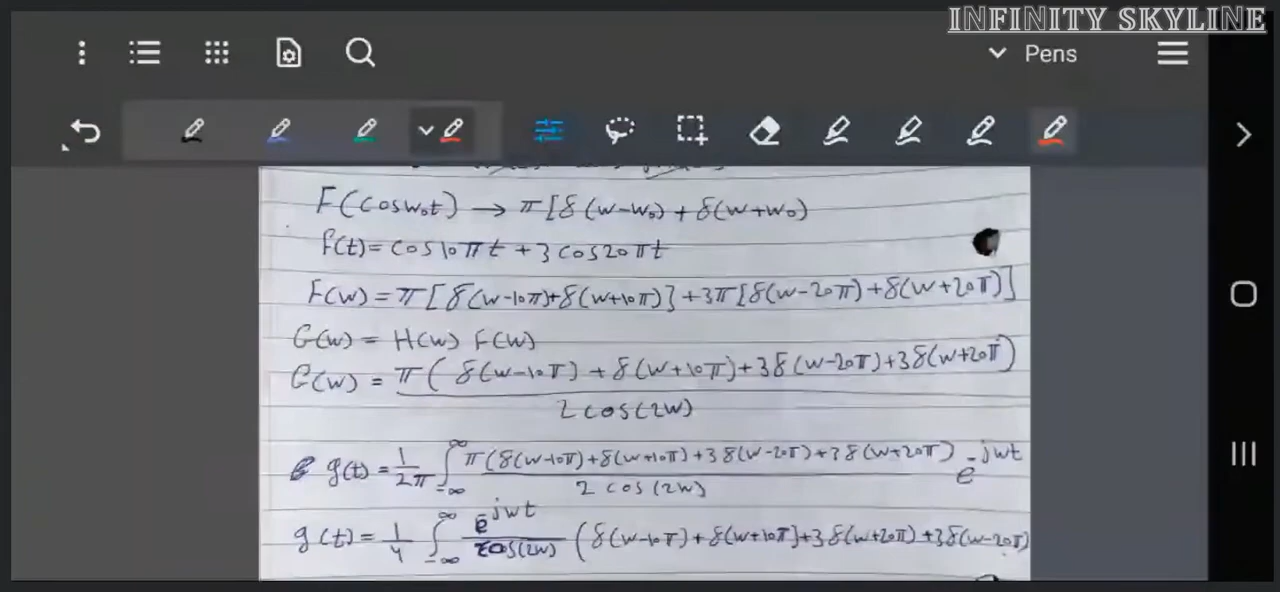 INFINITY SKYLINE
Pens
F(cosw₀t) → π[δ(w-w₀) + δ(w+w₀)
f(t) = cos10πt + 3cos20πt
F(w) = π[δ(w-10π)+δ(w+10π)] + 3π[δ(w-20π)+δ(w+20π)]
G(w) = H(w) F(w)
G(w) = π(δ(w-10π) + δ(w+10π) + 3δ(w-20π) + 3δ(w+20π))
2cos(2w)
g(t) = 1/2π ∫_{-∞}^{∞} π(δ(w-10π)+δ(w+10π)+3δ(w-20π)+3δ(w+20π)) e^{-jwt}
2cos(2w)
g(t) = 1/4 ∫_{-∞}^{∞} e^{-jwt}/cos(2w) (δ(w-10π)+δ(w+10π)+3δ(w+20π)+3δ(w-20π)